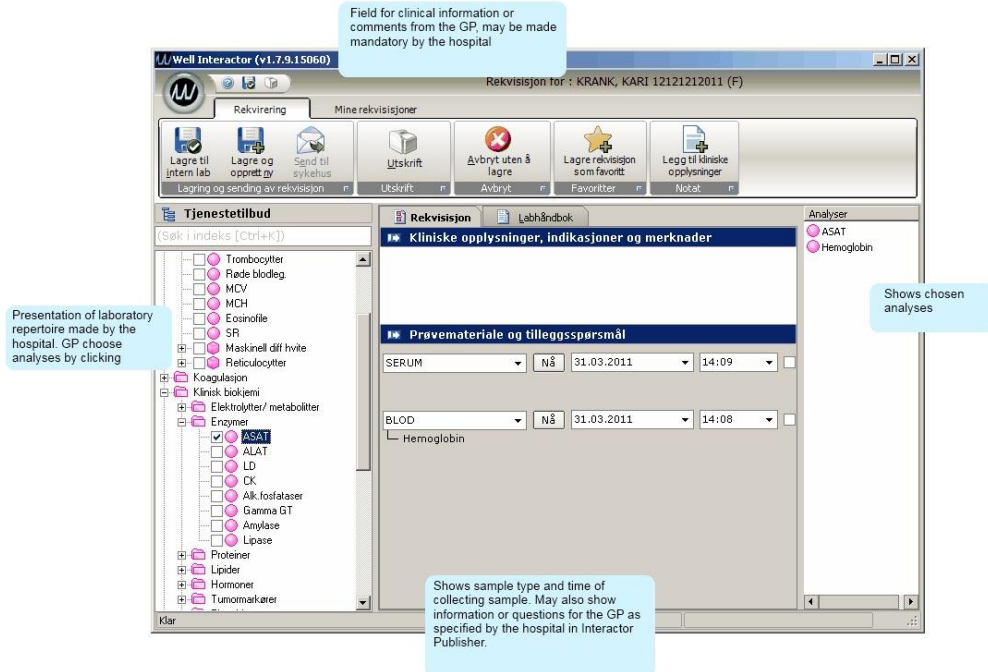 Field for clinical information or
comments from the GP, may be made
mandatory by the hospital
Well Interactor (v1.7.9.15060)
Rekvisisjon for : KRANK, KARI 12121212011 (F)
Rekvirering
Mine rekvisisjoner
Lagre til
intern lab
Lagre og
opprett ny
Send til
sykehus
Utskrift
Avbryt uten å
lagre
Lagre rekvisisjon
som favoritt
Legg til kliniske
opplysninger
Lagring og sending av rekvisisjon
Utskrift
Avbryt
Favoritter
Notat
Tjenestetilbud
Rekvisisjon
Labhåndbok
Analyser
(Søk i indeks [Ctrl+K])
Kliniske opplysninger, indikasjoner og merknader
ASAT
Hemoglobin
Trombocytter
Røde blodleg.
MCV
MCH
Eosinofile
SR
Maskinell diff hvite
Reticulocytter
Koagulasjon
Klinisk biokjemi
Elektrolytter/ metabolitter
Enzymer
ASAT
ALAT
LD
CK
Alk.fosfataser
Gamma GT
Amylase
Lipase
Proteiner
Lipider
Hormoner
Tumormarkører
Presentation of laboratory
repertoire made by the
hospital. GP choose
analyses by clicking
Shows chosen
analyses
Prøvemateriale og tilleggsspørsmål
SERUM Nå 31.03.2011 14:09
BLOD Nå 31.03.2011 14:08
Hemoglobin
Shows sample type and time of
collecting sample. May also show
information or questions for the GP as
specified by the hospital in Interactor
Publisher.
Klar